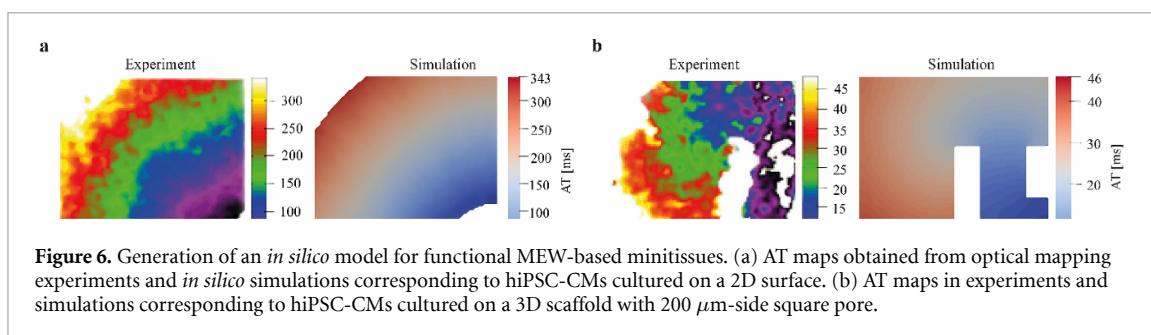 a
Experiment
300
250
200
150
100
Simulation
343
300
250
200
150
100
AT [ms]
b
Experiment
45
40
35
30
25
20
15
Simulation
46
40
30
20
AT [ms]
Figure 6. Generation of an in silico model for functional MEW-based minitissues. (a) AT maps obtained from optical mapping
experiments and in silico simulations corresponding to hiPSC-CMs cultured on a 2D surface. (b) AT maps in experiments and
simulations corresponding to hiPSC-CMs cultured on a 3D scaffold with 200 μm-side square pore.